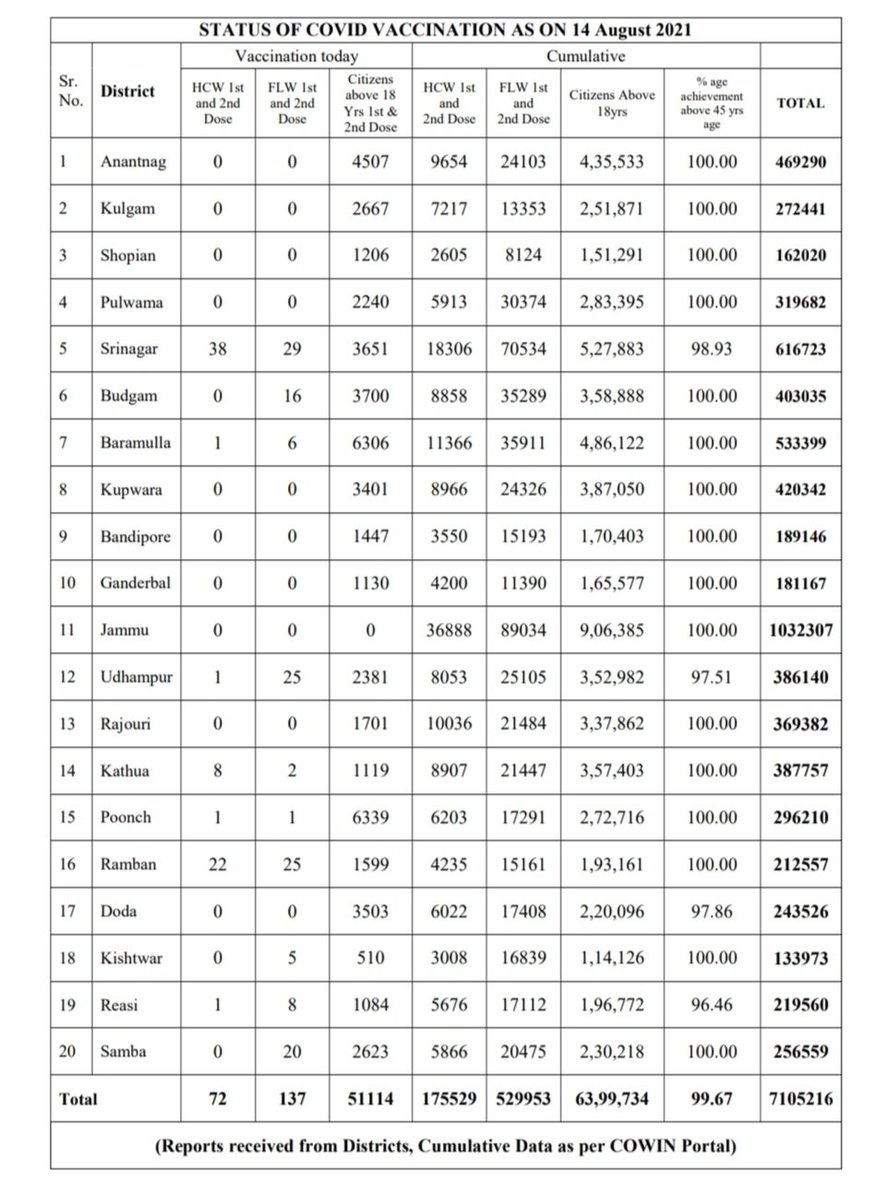 STATUS OF COVID VACCINATION AS ON 14 August 2021
Sr. No. District Vaccination today Cumulative
HCW 1st and 2nd Dose FLW 1st and 2nd Dose Citizens above 18 Yrs 1st & 2nd Dose HCW 1st and 2nd Dose FLW 1st and 2nd Dose Citizens Above 18yrs % age achievement above 45 yrs age TOTAL
1 Anantnag 0 0 4507 9654 24103 4,35,533 100.00 469290
2 Kulgam 0 0 2667 7217 13353 2,51,871 100.00 272441
3 Shopian 0 0 1206 2605 8124 1,51,291 100.00 162020
4 Pulwama 0 0 2240 5913 30374 2,83,395 100.00 319682
5 Srinagar 38 29 3651 18306 70534 5,27,883 98.93 616723
6 Budgam 0 16 3700 8858 35289 3,58,888 100.00 403035
7 Baramulla 1 6 6306 11366 35911 4,86,122 100.00 533399
8 Kupwara 0 0 3401 8966 24326 3,87,050 100.00 420342
9 Bandipore 0 0 1447 3550 15193 1,70,403 100.00 189146
10 Ganderbal 0 0 1130 4200 11390 1,65,577 100.00 181167
11 Jammu 0 0 0 36888 89034 9,06,385 100.00 1032307
12 Udhampur 1 25 2381 8053 25105 3,52,982 97.51 386140
13 Rajouri 0 0 1701 10036 21484 3,37,862 100.00 369382
14 Kathua 8 2 1119 8907 21447 3,57,403 100.00 387757
15 Poonch 1 1 6339 6203 17291 2,72,716 100.00 296210
16 Ramban 22 25 1599 4235 15161 1,93,161 100.00 212557
17 Doda 0 0 3503 6022 17408 2,20,096 97.86 243526
18 Kishtwar 0 5 510 3008 16839 1,14,126 100.00 133973
19 Reasi 1 8 1084 5676 17112 1,96,772 96.46 219560
20 Samba 0 20 2623 5866 20475 2,30,218 100.00 256559
Total 72 137 51114 175529 529953 63,99,734 99.67 7105216
(Reports received from Districts, Cumulative Data as per COWIN Portal)